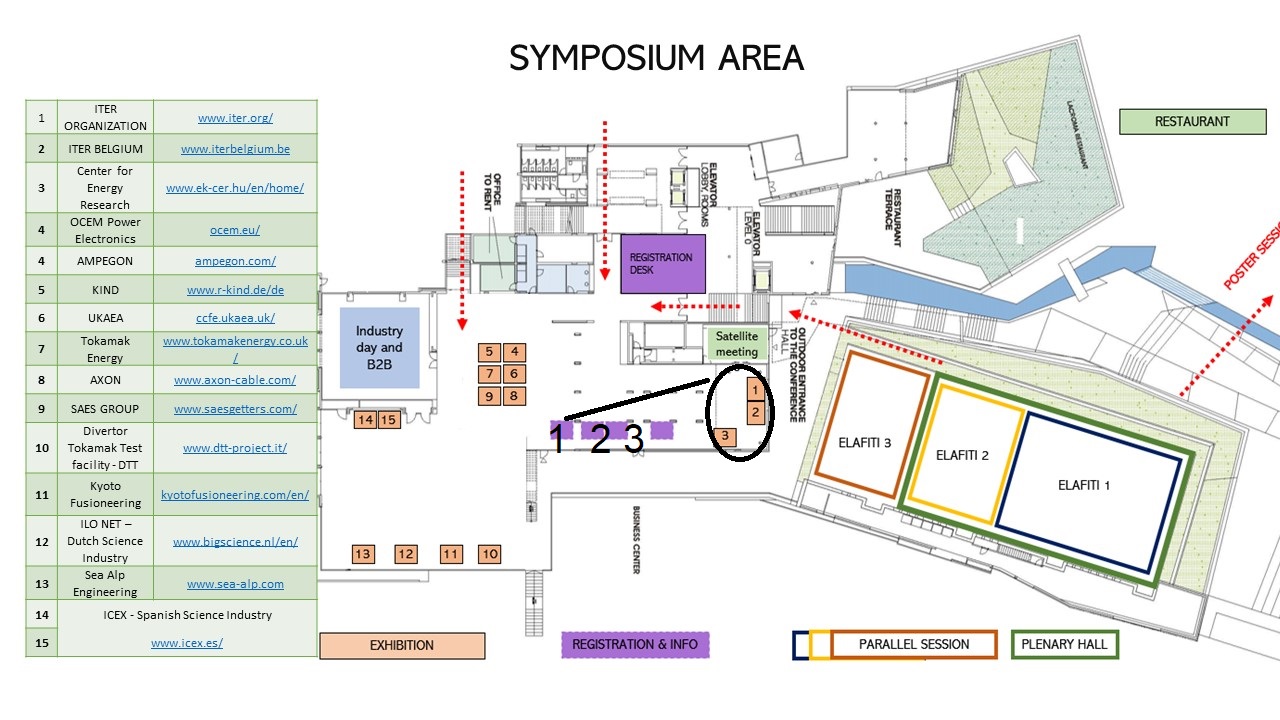 SYMPOSIUM AREA
1 ITER ORGANIZATION www.iter.org/
2 ITER BELGIUM www.iterbelgium.be
3 Center for Energy Research www.ek-cer.hu/en/home/
4 OCEM Power Electronics ocem.eu/
4 AMPEGON ampegon.com/
5 KIND www.r-kind.de/de
6 UKAEA ccfe.ukaea.uk/
7 Tokamak Energy www.tokamakenergy.co.uk/
8 AXON www.axon-cable.com/
9 SAES GROUP www.saesgetters.com/
10 Divertor Tokamak Test facility - DTT www.dtt-project.it/
11 Kyoto Fusioneering kyotofusioneering.com/en/
12 ILO NET – Dutch Science Industry www.bigscience.nl/en/
13 Sea Alp Engineering www.sea-alp.com
14 ICEX - Spanish Science Industry
15 www.icex.es/
RESTAURANT
LACROMA RESTAURANT
RESTAURANT
TERRACE
ELEVATOR
LOBBY, ROOMS
ELEVATOR
LEVEL 0
OFFICE
TO RENT
REGISTRATION
DESK
POSTER SESSI
Industry
day and
B2B
Satellite
meeting
OUTDOOR ENTRANCE
TO THE CONFERENCE
HALL
5 4
7 6
9 8
14 15
1
2
3
1 2 3
ELAFITI 3
ELAFITI 2
ELAFITI 1
13 12 11 10
BUSINESS CENTER
EXHIBITION
REGISTRATION & INFO
PARALLEL SESSION
PLENARY HALL